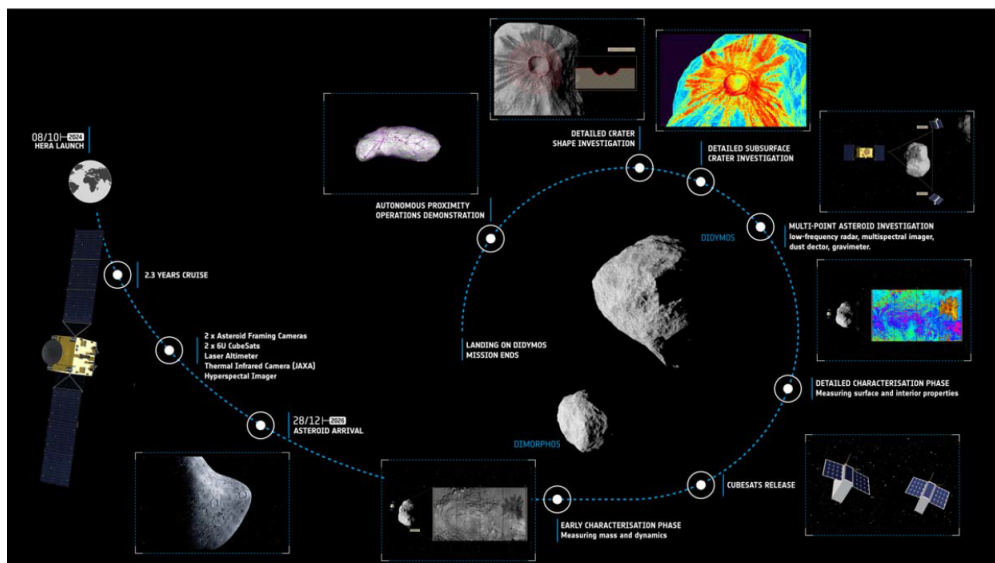 08/10 2024
HERA LAUNCH
2.3 YEARS CRUISE
2 x Asteroid Framing Cameras
2 x 6U CubeSats
Laser Altimeter
Thermal Infrared Camera (JAXA)
Hyperspectal Imager
28/12 2026
ASTEROID ARRIVAL
EARLY CHARACTERISATION PHASE
Measuring mass and dynamics
CUBESATS RELEASE
DETAILED CHARACTERISATION PHASE
Measuring surface and interior properties
MULTI-POINT ASTEROID INVESTIGATION
low-frequency radar, multispectral imager,
dust dector, gravimeter.
DETAILED SUBSURFACE
CRATER INVESTIGATION
DETAILED CRATER
SHAPE INVESTIGATION
AUTONOMOUS PROXIMITY
OPERATIONS DEMONSTRATION
LANDING ON DIDYMOS
MISSION ENDS
DIDYMOS
DIMORPHOS